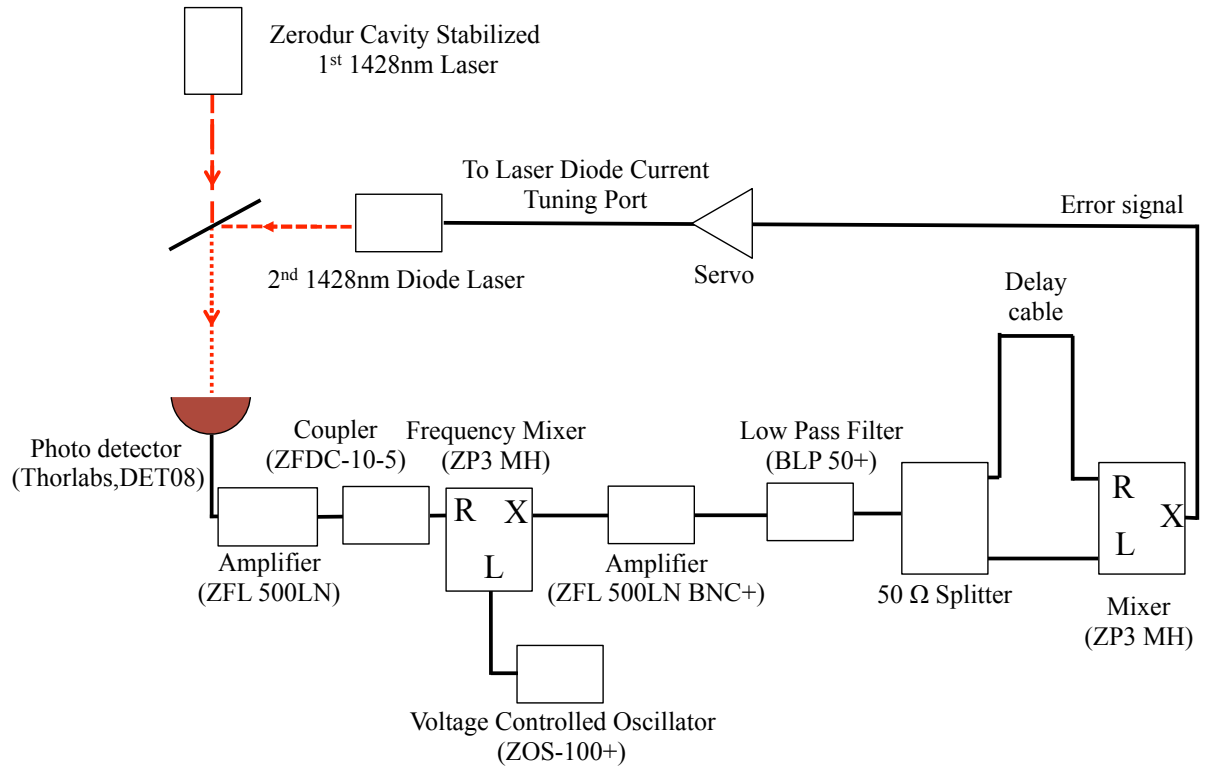 Zerodur Cavity Stabilized
1st 1428nm Laser
To Laser Diode Current
Tuning Port
Error signal
2nd 1428nm Diode Laser
Servo
Delay
cable
Photo detector
(Thorlabs,DET08)
Coupler
(ZFDC-10-5)
Frequency Mixer
(ZP3 MH)
Low Pass Filter
(BLP 50+)
R
X
L
R
X
L
Amplifier
(ZFL 500LN)
Amplifier
(ZFL 500LN BNC+)
50 Ω Splitter
Mixer
(ZP3 MH)
Voltage Controlled Oscillator
(ZOS-100+)